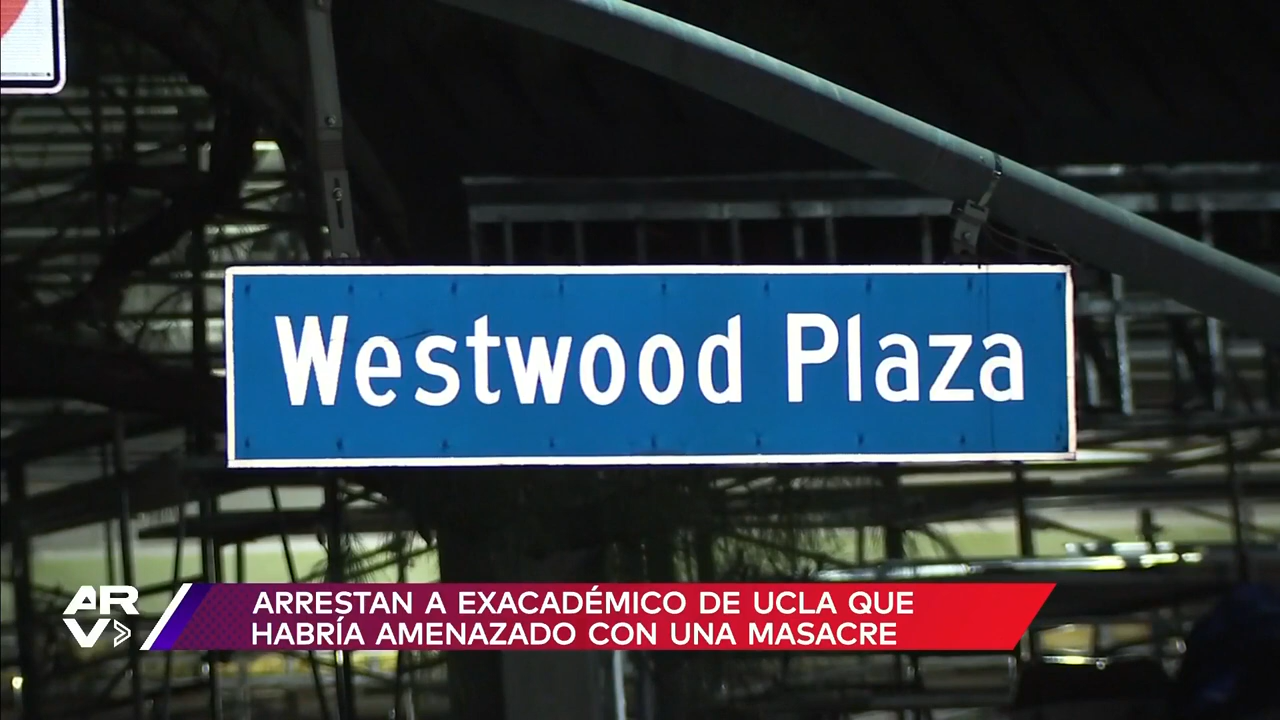 Westwood Plaza
ARV
ARRESTAN A EXACADÉMICO DE UCLA QUE
HABRÍA AMENAZADO CON UNA MASACRE